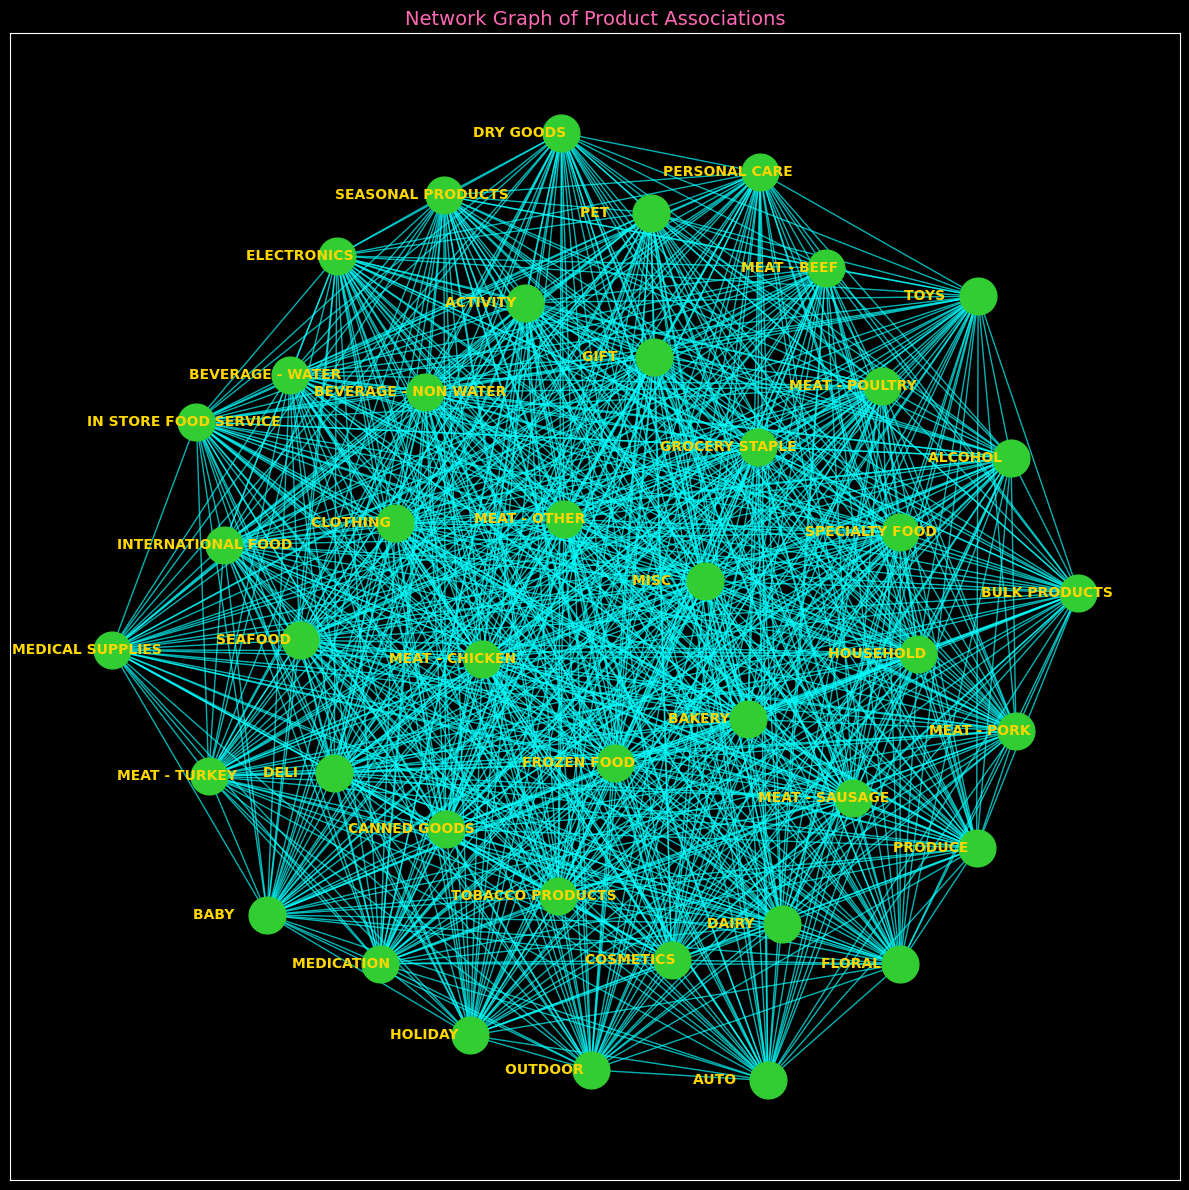 Network Graph of Product Associations
DRY GOODS
PERSONAL CARE
SEASONAL PRODUCTS
PET
ELECTRONICS
MEAT - BEEF
TOYS
ACTIVITY
GIFT
BEVERAGE - WATER
MEAT - POULTRY
BEVERAGE - NON WATER
IN STORE FOOD SERVICE
GROCERY STAPLE
ALCOHOL
MEAT - OTHER
CLOTHING
SPECIALTY FOOD
INTERNATIONAL FOOD
MISC
BULK PRODUCTS
SEAFOOD
MEDICAL SUPPLIES
HOUSEHOLD
MEAT - CHICKEN
BAKERY
MEAT - PORK
FROZEN FOOD
DELI
MEAT - TURKEY
MEAT - SAUSAGE
CANNED GOODS
PRODUCE
TOBACCO PRODUCTS
BABY
DAIRY
COSMETICS
MEDICATION
FLORAL
HOLIDAY
OUTDOOR
AUTO